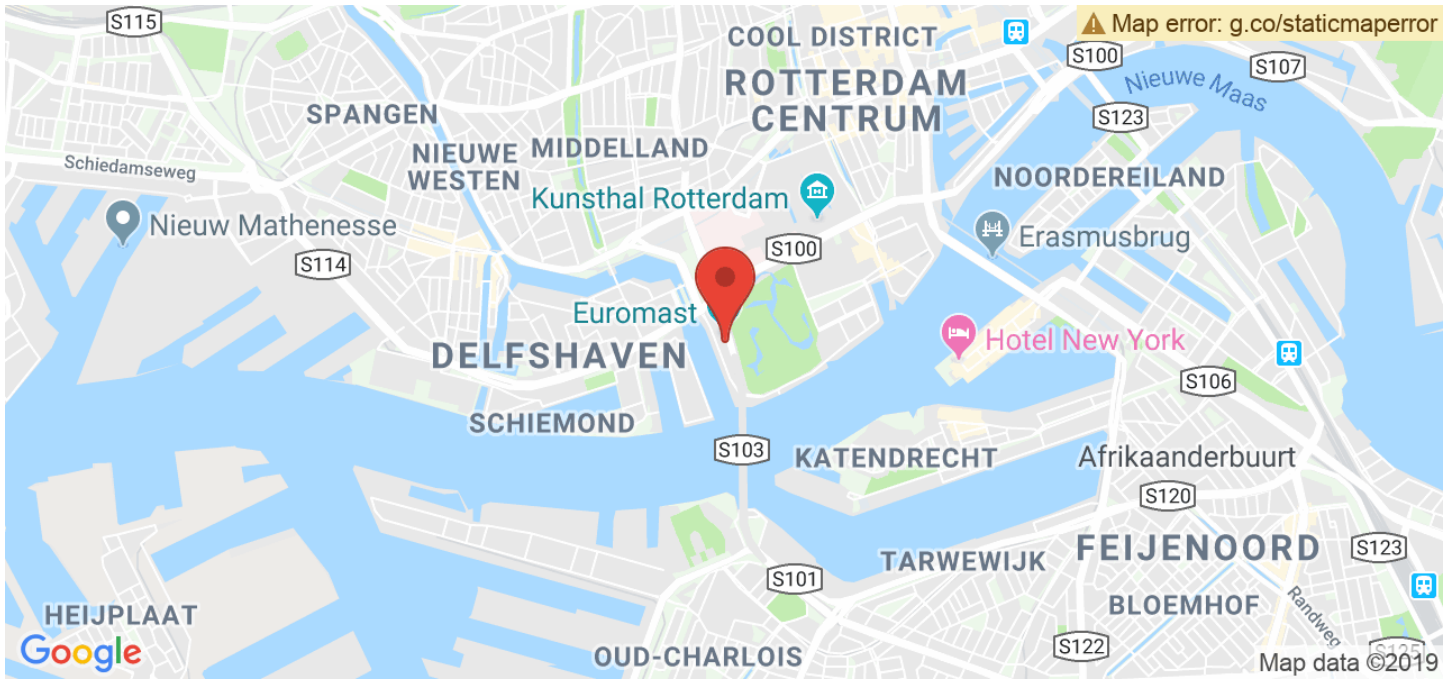 S115
Map error: g.co/staticmaperror
COOL DISTRICT
S100
S107
ROTTERDAM
CENTRUM
Nieuwe Maas
SPANGEN
S123
MIDDELLAND
NIEUWE
WESTEN
Schiedamseweg
NOORDEREILAND
Kunsthal Rotterdam
Nieuw Mathenesse
Erasmusbrug
S100
S114
Euromast
Hotel New York
DELFSHAVEN
S106
SCHIEMOND
S103
KATENDRECHT
Afrikaanderbuurt
S120
TARWEWIJK
FEIJENOORD
S123
S101
HEIJPLAAT
BLOEMHOF
Randweg
Google
OUD-CHARLOIS
S122
S125
Map data ©2019